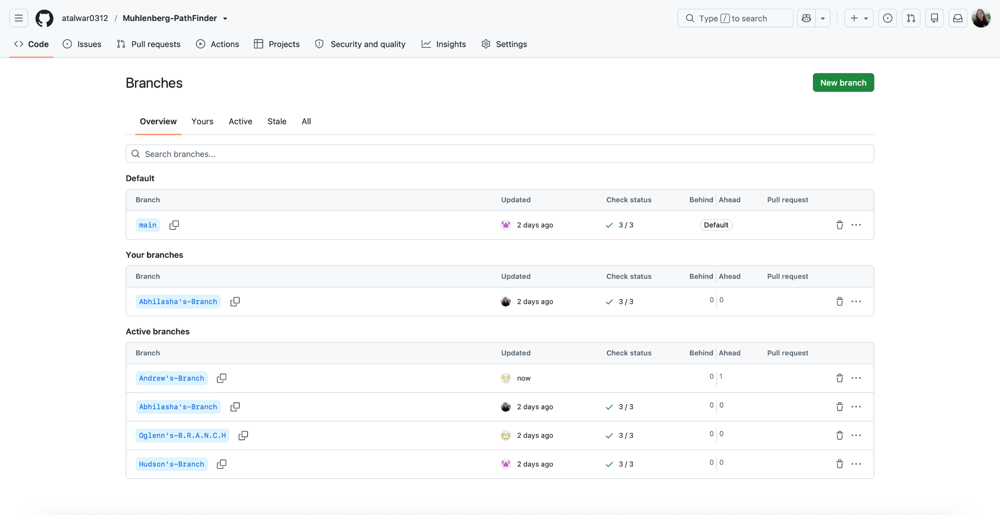 atalwar0312 / Muhlenberg-PathFinder
Type / to search
Code Issues Pull requests Actions Projects Security and quality Insights Settings
Branches
New branch
Overview Yours Active Stale All
Search branches...
Default
Branch Updated Check status Behind Ahead Pull request
main 2 days ago 3 / 3 Default
Your branches
Branch Updated Check status Behind Ahead Pull request
Abhilasha's-Branch 2 days ago 3 / 3 0 0
Active branches
Branch Updated Check status Behind Ahead Pull request
Andrew's-Branch now 0 1
Abhilasha's-Branch 2 days ago 3 / 3 0 0
Oglenn's-B.R.A.N.C.H 2 days ago 3 / 3 0 0
Hudson's-Branch 2 days ago 3 / 3 0 0